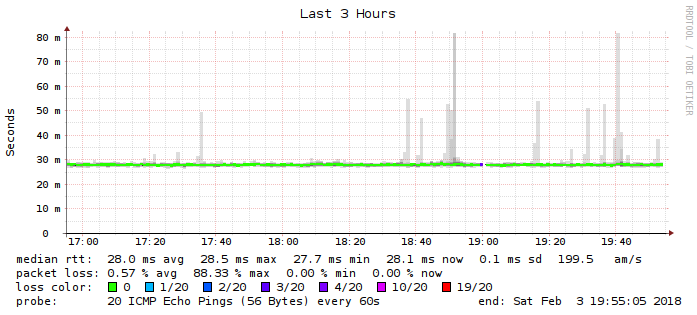 Last 3 Hours
RRDTOOL / TOBI OETIKER
Seconds
80 m
70 m
60 m
50 m
40 m
30 m
20 m
10 m
0
17:00 17:20 17:40 18:00 18:20 18:40 19:00 19:20 19:40
median rtt: 28.0 ms avg 28.5 ms max 27.7 ms min 28.1 ms now 0.1 ms sd 199.5 am/s
packet loss: 0.57 % avg 88.33 % max 0.00 % min 0.00 % now
loss color: 0 1/20 2/20 3/20 4/20 10/20 19/20
probe: 20 ICMP Echo Pings (56 Bytes) every 60s end: Sat Feb 3 19:55:05 2018